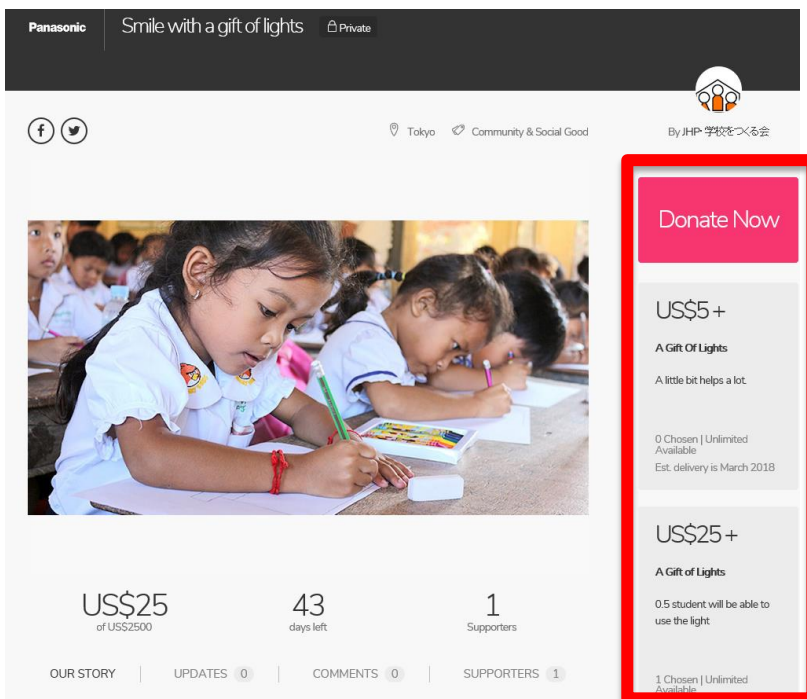 Panasonic
Smile with a gift of lights
Private
Tokyo
Community & Social Good
By JHP・学校をつくる会
Donate Now
US$5 +
A Gift Of Lights
A little bit helps a lot.
0 Chosen | Unlimited
Available
Est. delivery is March 2018
US$25 +
A Gift of Lights
0.5 student will be able to
use the light
1 Chosen | Unlimited
Available
US$25
of US$2500
43
days left
1
Supporters
OUR STORY
UPDATES 0
COMMENTS 0
SUPPORTERS 1